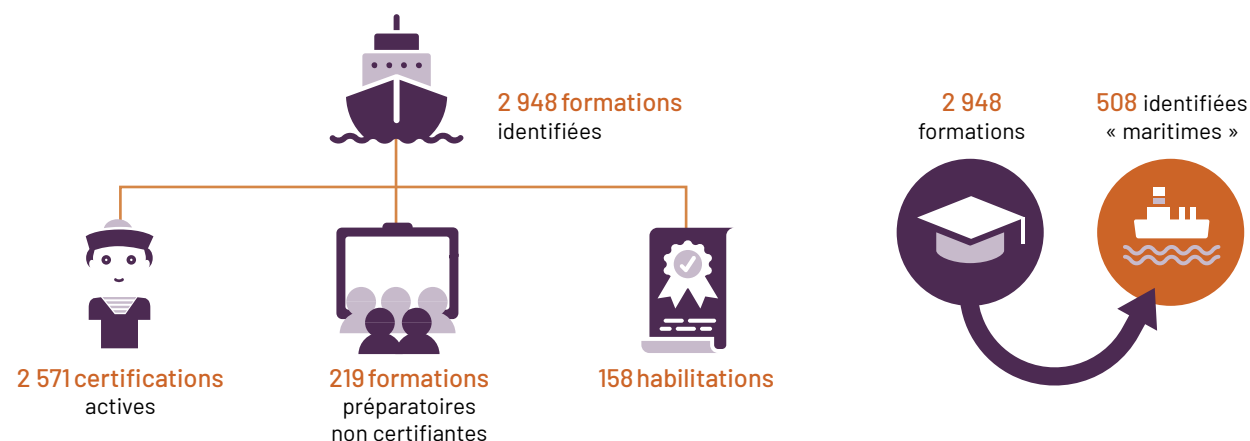 2 948 formations
identifiées
2 571 certifications
actives
219 formations
préparatoires
non certifiantes
158 habilitations
2 948
formations
508 identifiées
« maritimes »